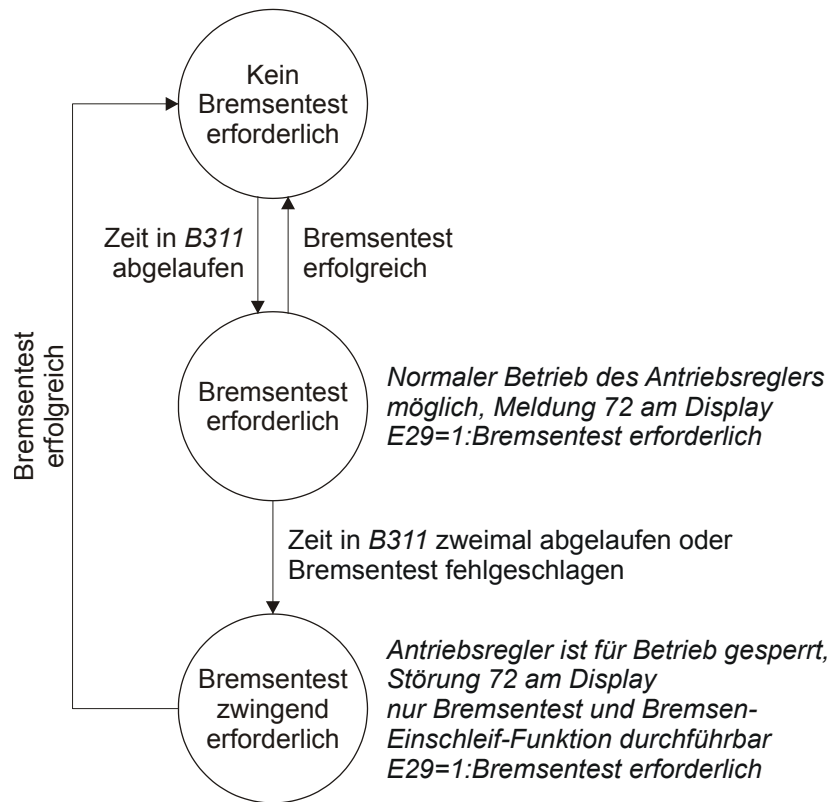 Kein
Bremsentest
erforderlich
Zeit in B311
abgelaufen
Bremsentest
erfolgreich
Bremsentest
erfolgreich
Bremsentest
erforderlich
Normaler Betrieb des Antriebsreglers
möglich, Meldung 72 am Display
E29=1:Bremsentest erforderlich
Zeit in B311 zweimal abgelaufen oder
Bremsentest fehlgeschlagen
Bremsentest
zwingend
erforderlich
Antriebsregler ist für Betrieb gesperrt,
Störung 72 am Display
nur Bremsentest und Bremsen-
Einschleif-Funktion durchführbar
E29=1:Bremsentest erforderlich